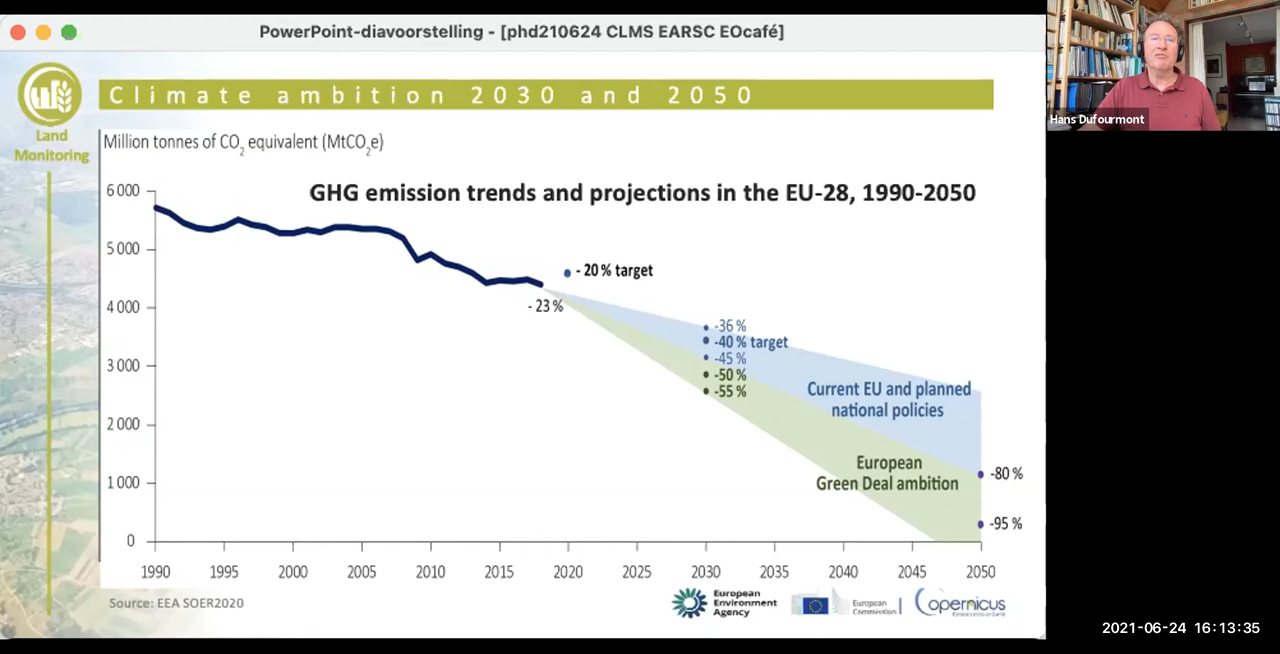 PowerPoint-diavoorstelling - [phd210624 CLMS EARSC EOcafé]
Hans Dufourmont
Climate ambition 2030 and 2050
Land
Monitoring
Million tonnes of CO2 equivalent (MtCO2e)
GHG emission trends and projections in the EU-28, 1990-2050
6 000
5 000
4 000
3 000
2 000
1 000
0
- 20 % target
- 23 %
-36 %
-40 % target
-45 %
-50 %
-55 %
Current EU and planned
national policies
European
Green Deal ambition
-80 %
-95 %
1990 1995 2000 2005 2010 2015 2020 2025 2030 2035 2040 2045 2050
Source: EEA SOER2020
European
Environment
Agency
European
Commission
Copernicus
2021-06-24 16:13:35